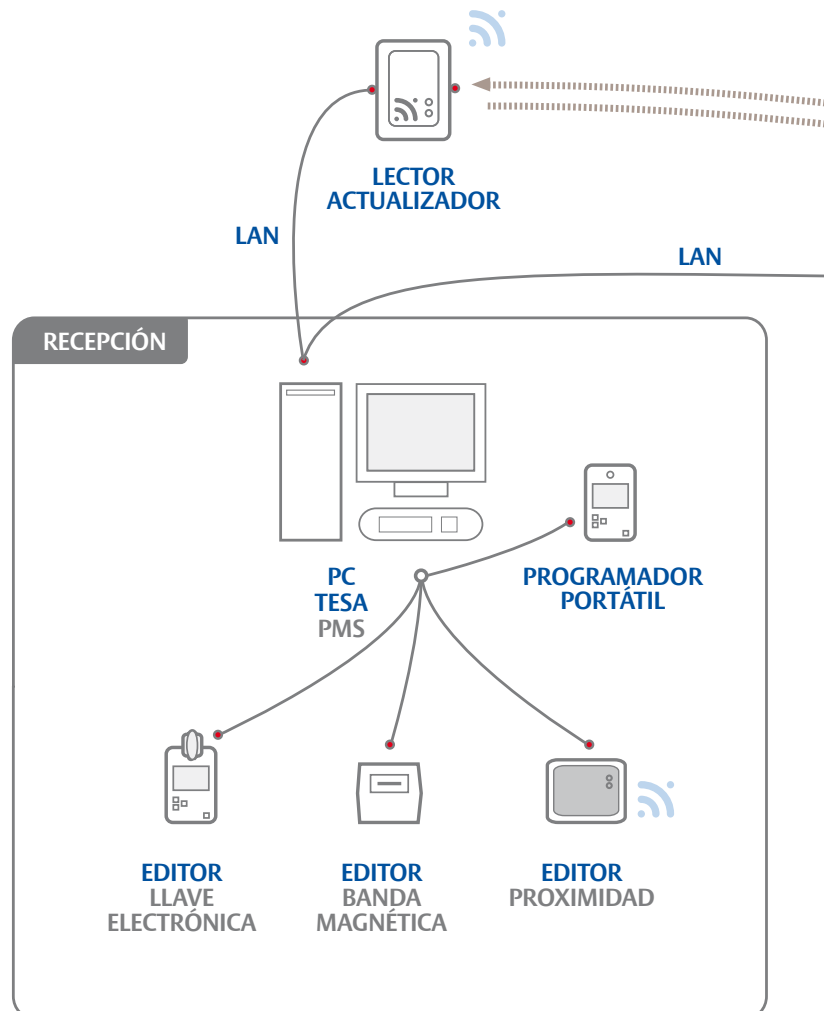 LECTOR
ACTUALIZADOR
LAN
LAN
RECEPCIÓN
PC
TESA
PMS
PROGRAMADOR
PORTÁTIL
EDITOR
LLAVE
ELECTRÓNICA
EDITOR
BANDA
MAGNÉTICA
EDITOR
PROXIMIDAD